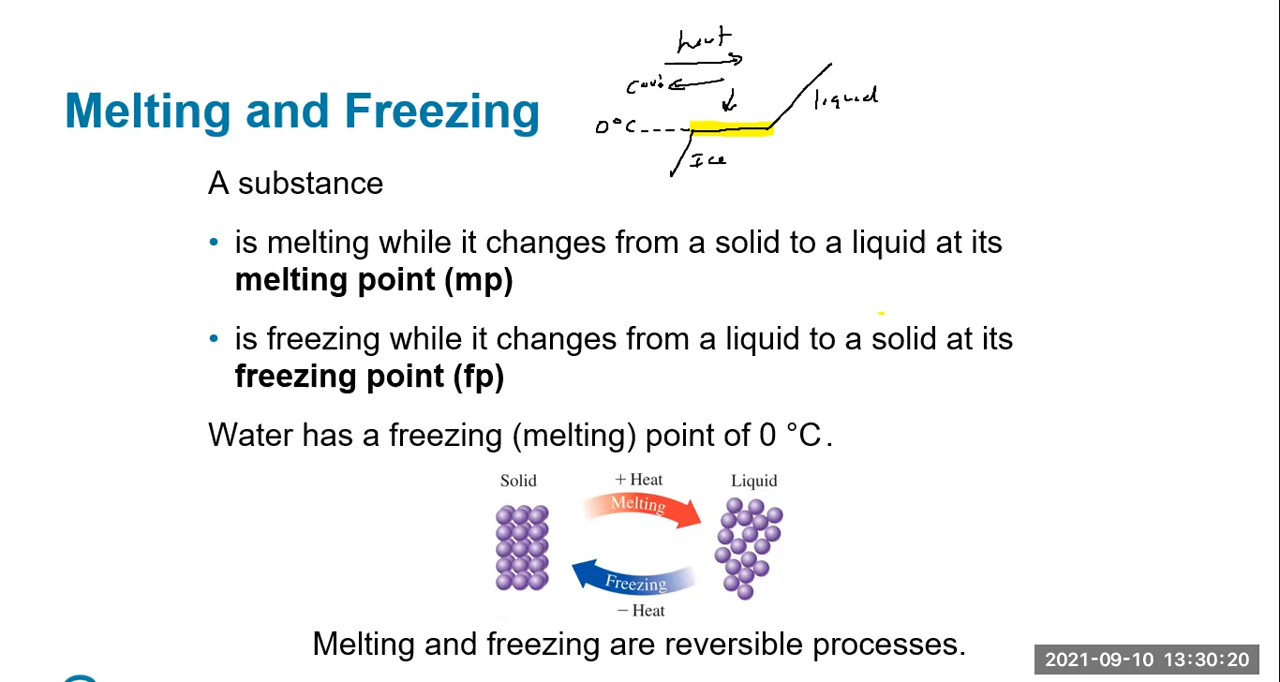 heat
0°C
liquid
Ice
Melting and Freezing
A substance
• is melting while it changes from a solid to a liquid at its
melting point (mp)
• is freezing while it changes from a liquid to a solid at its
freezing point (fp)
Water has a freezing (melting) point of 0 °C.
Solid
+ Heat
Liquid
Melting
Freezing
− Heat
Melting and freezing are reversible processes.
2021-09-10 13:30:20